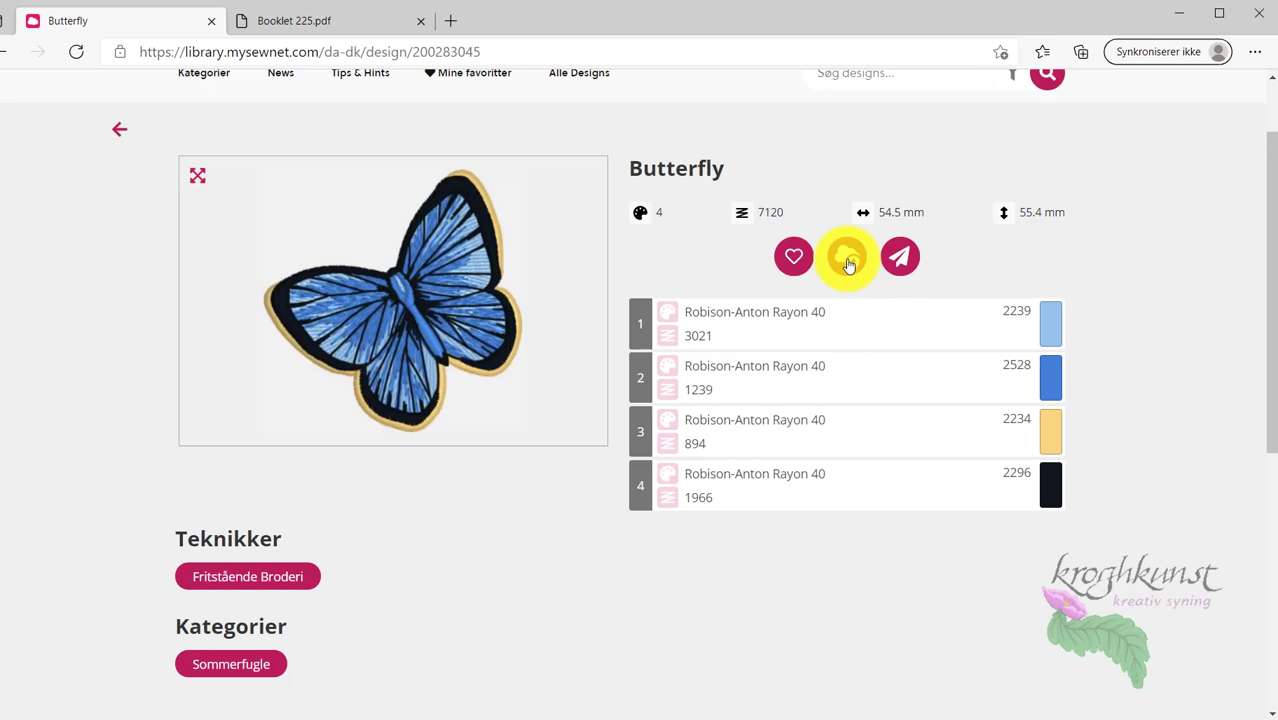 Butterfly
Booklet 225.pdf
https://library.mysewnet.com/da-dk/design/200283045
Synkroniserer ikke
Kategorier News Tips & Hints Mine favoritter Alle Designs Søg designs...
Butterfly
4 7120 54.5 mm 55.4 mm
1 Robison-Anton Rayon 40 2239
3021
2 Robison-Anton Rayon 40 2528
1239
3 Robison-Anton Rayon 40 2234
894
4 Robison-Anton Rayon 40 2296
1966
Teknikker
Fritstående Broderi
Kategorier
Sommerfugle
kroghkunst
kreativ syning